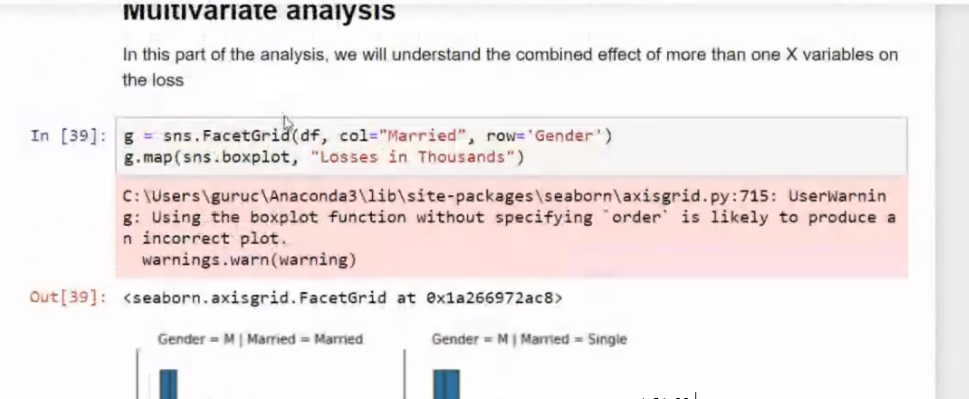 Multivariate analysis
In this part of the analysis, we will understand the combined effect of more than one X variables on
the loss
In [39]: g = sns.FacetGrid(df, col="Married", row='Gender')
g.map(sns.boxplot, "Losses in Thousands")
C:\Users\guruc\Anaconda3\lib\site-packages\seaborn\axisgrid.py:715: UserWarnin
g: Using the boxplot function without specifying `order` is likely to produce a
n incorrect plot.
warnings.warn(warning)
Out[39]: <seaborn.axisgrid.FacetGrid at 0x1a266972ac8>
Gender = M | Married = Married Gender = M | Married = Single